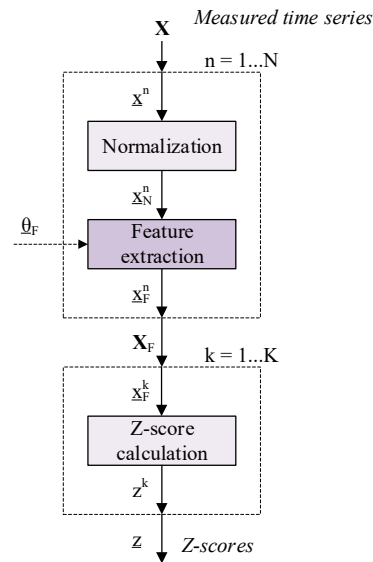 Measured time series
X
n = 1...N
x^n
Normalization
x_N^n
θ_F
Feature
extraction
x_F^n
X_F
k = 1...K
x_F^k
Z-score
calculation
z^k
z
Z-scores